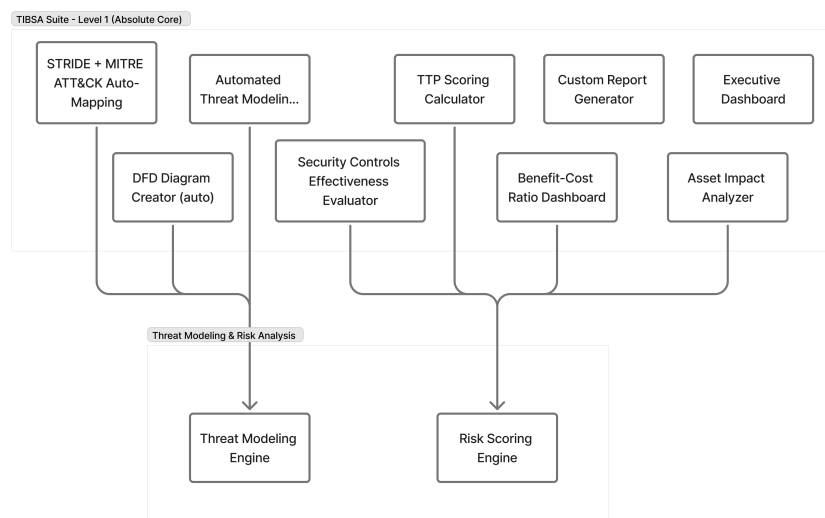 TIBSA Suite - Level 1 (Absolute Core)
STRIDE + MITRE
ATT&CK Auto-
Mapping
Automated
Threat Modelin...
TTP Scoring
Calculator
Custom Report
Generator
Executive
Dashboard
DFD Diagram
Creator (auto)
Security Controls
Effectiveness
Evaluator
Benefit-Cost
Ratio Dashboard
Asset Impact
Analyzer
Threat Modeling & Risk Analysis
Threat Modeling
Engine
Risk Scoring
Engine